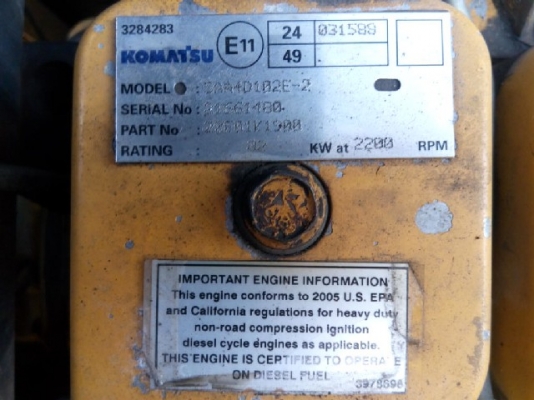 3284283
KOMATSU E11 24 031588
49
MODEL :
SERIAL No :
PART No :
RATING : KW at 2200 RPM
IMPORTANT ENGINE INFORMATION
This engine conforms to 2005 U.S. EPA
and California regulations for heavy duty
non-road compression ignition
diesel cycle engines as applicable.
THIS ENGINE IS CERTIFIED TO OPERATE
ON DIESEL FUEL